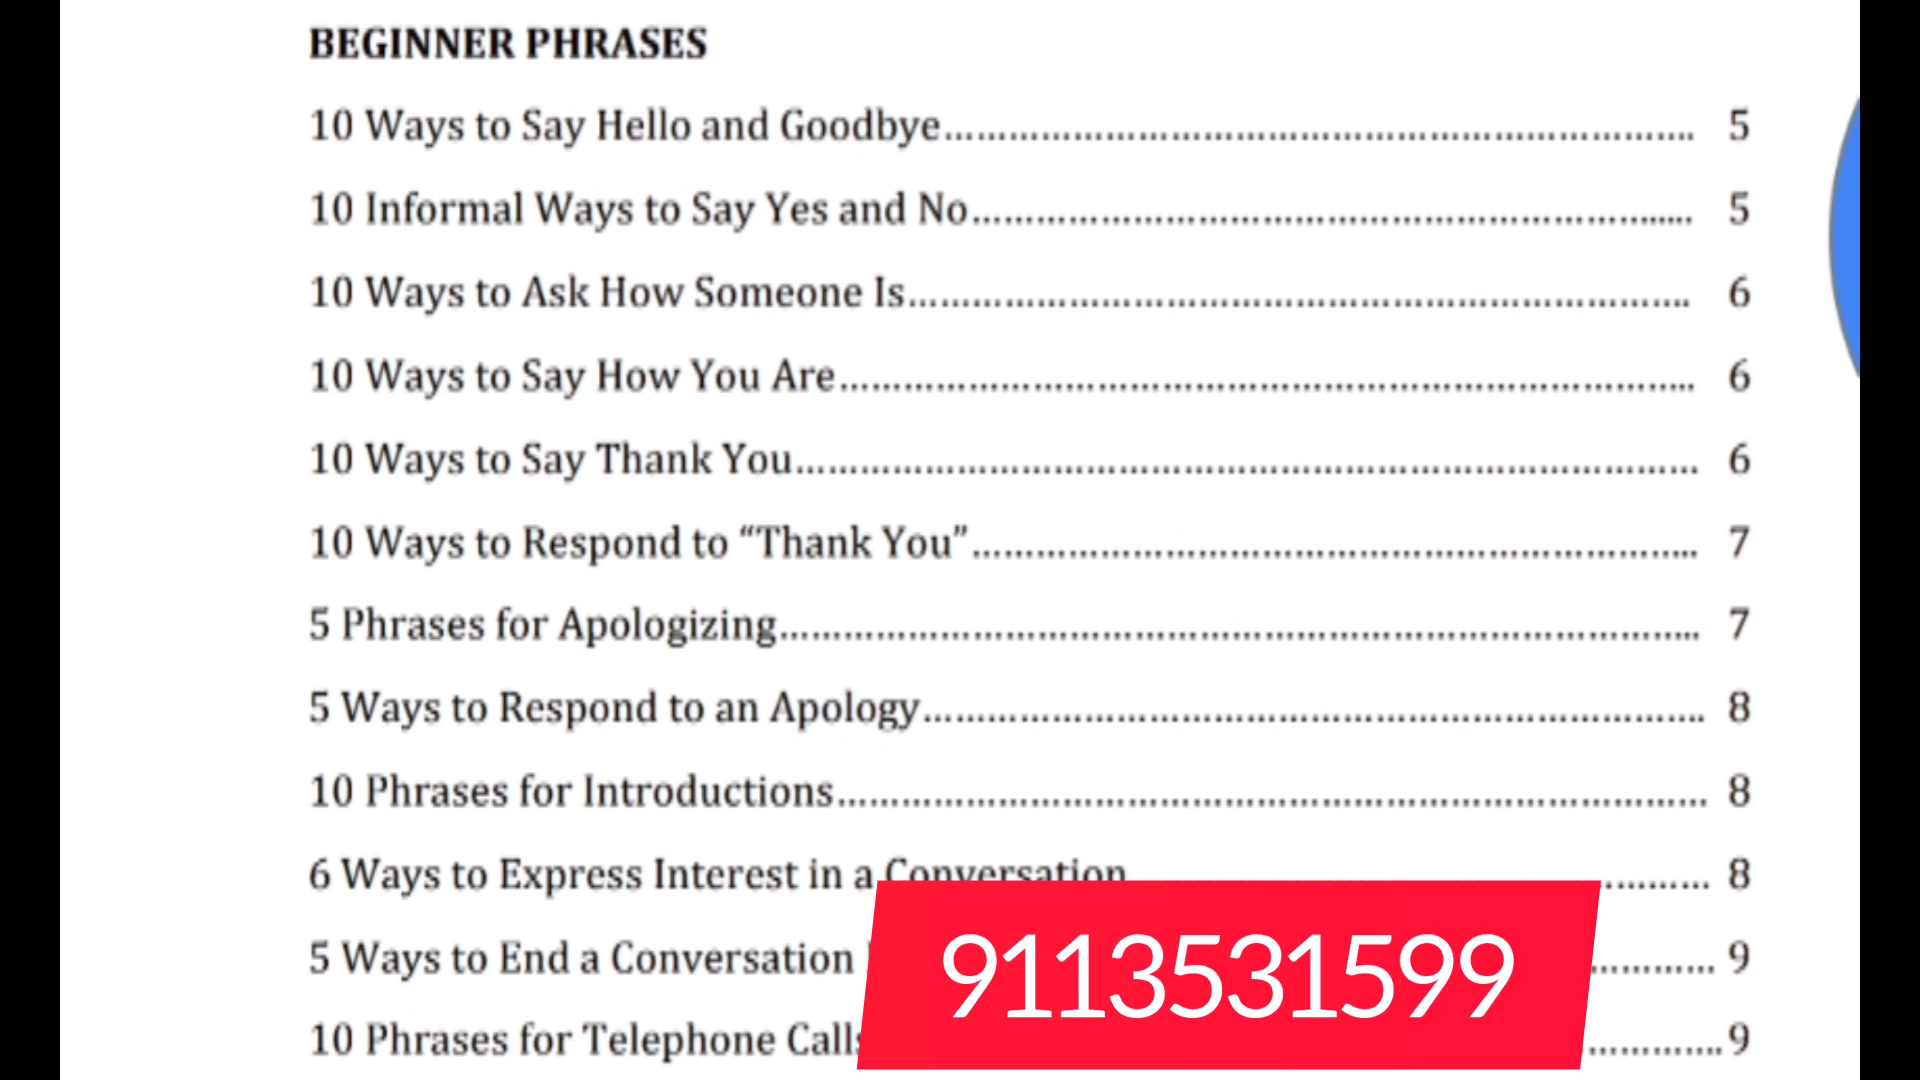 BEGINNER PHRASES
10 Ways to Say Hello and Goodbye........................................................ 5
10 Informal Ways to Say Yes and No........................................................ 5
10 Ways to Ask How Someone Is........................................................ 6
10 Ways to Say How You Are........................................................ 6
10 Ways to Say Thank You........................................................ 6
10 Ways to Respond to “Thank You”........................................................ 7
5 Phrases for Apologizing........................................................ 7
5 Ways to Respond to an Apology........................................................ 8
10 Phrases for Introductions........................................................ 8
6 Ways to Express Interest in a Conversation .......... 8
5 Ways to End a Conversation ............ 9
10 Phrases for Telephone Calls ............ 9
9113531599